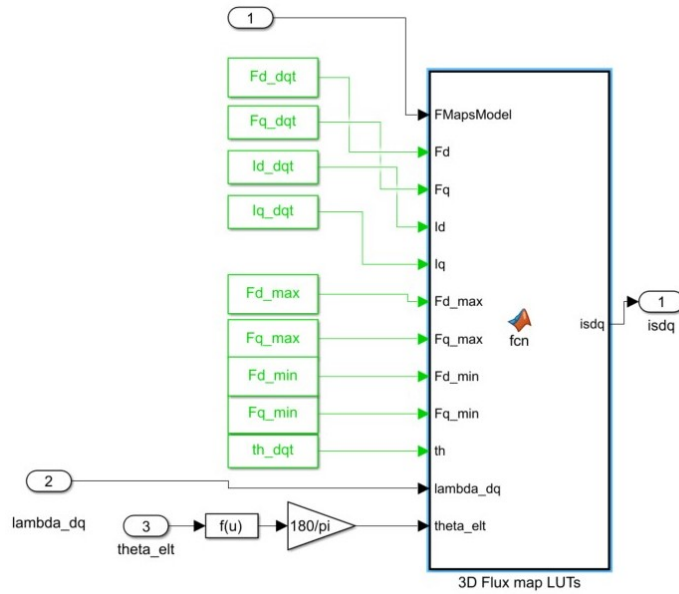 1
Fd_dqt
Fq_dqt
Id_dqt
Iq_dqt
Fd_max
Fq_max
Fd_min
Fq_min
th_dqt
2
lambda_dq
3
theta_elt
f(u)
180/pi
FMapsModel
Fd
Fq
Id
Iq
Fd_max
Fq_max
Fd_min
Fq_min
th
lambda_dq
theta_elt
fcn
isdq
3D Flux map LUTs
1
isdq